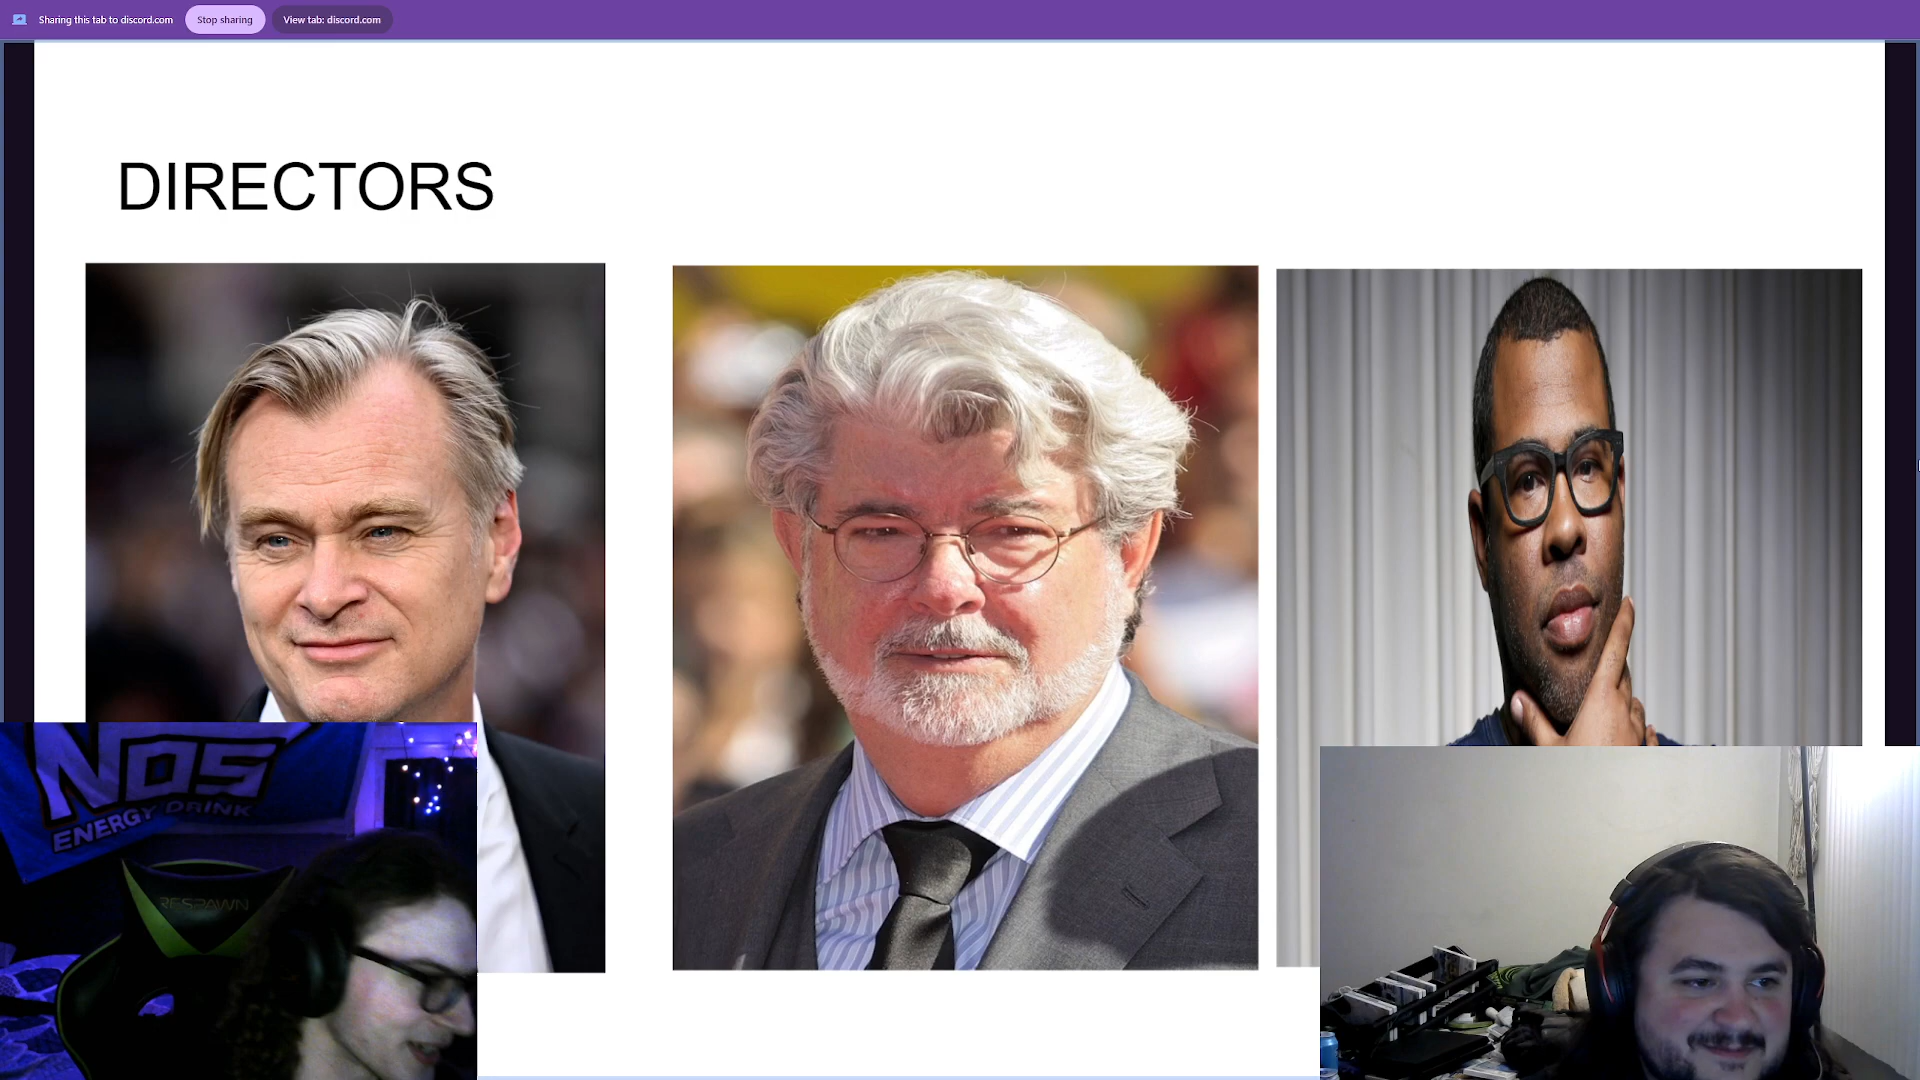 Sharing this tab to discord.com
Stop sharing
View tab: discord.com
DIRECTORS
NOS
ENERGY DRINK
RESPAWN